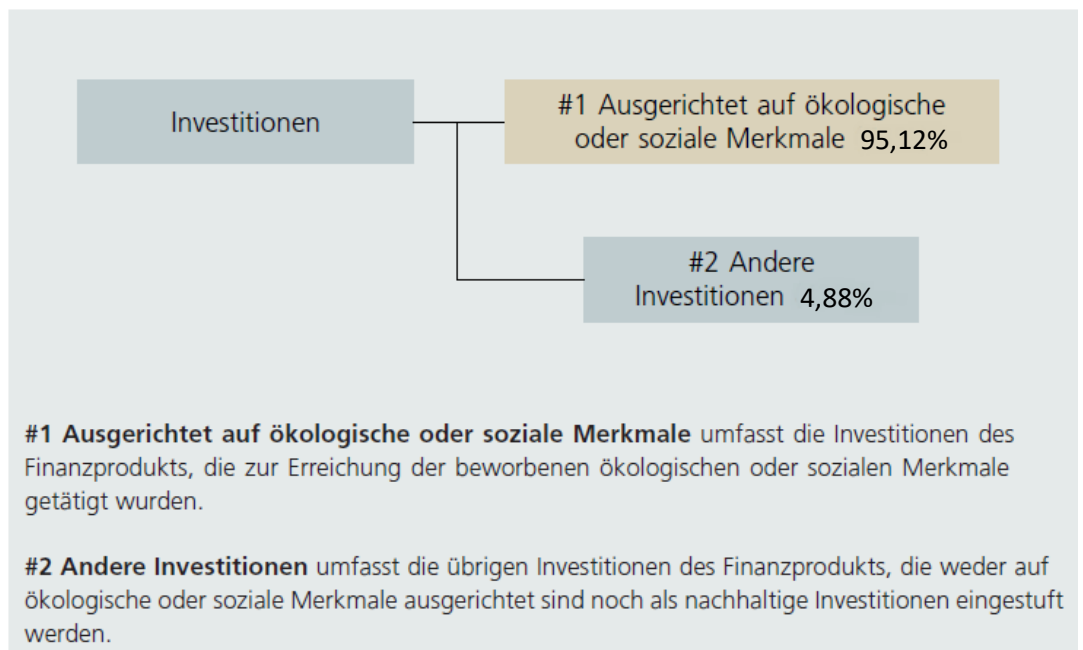 Investitionen
#1 Ausgerichtet auf ökologische
oder soziale Merkmale 95,12%
#2 Andere
Investitionen 4,88%
#1 Ausgerichtet auf ökologische oder soziale Merkmale umfasst die Investitionen des
Finanzprodukts, die zur Erreichung der beworbenen ökologischen oder sozialen Merkmale
getätigt wurden.
#2 Andere Investitionen umfasst die übrigen Investitionen des Finanzprodukts, die weder auf
ökologische oder soziale Merkmale ausgerichtet sind noch als nachhaltige Investitionen eingestuft
werden.